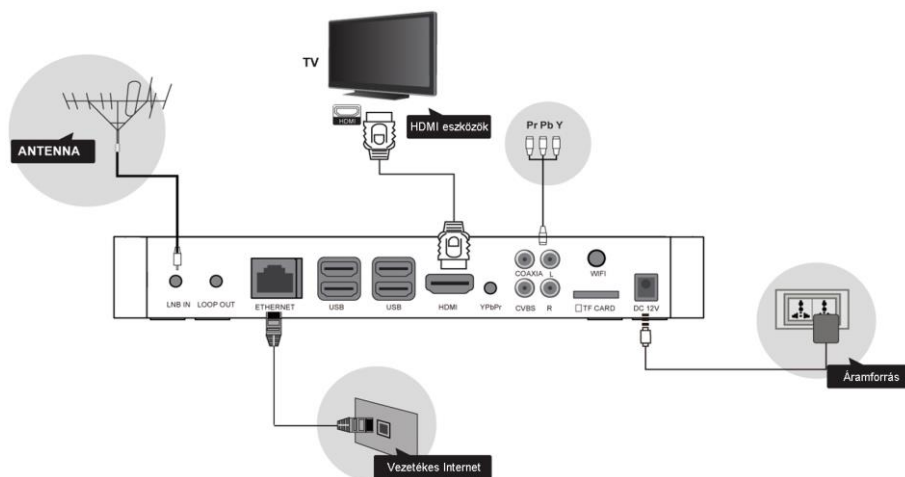 TV
HDMI
HDMI eszközök
ANTENNA
Pr Pb Y
COAXIA L
WIFI
LNB IN LOOP OUT
ETHERNET
USB
USB
HDMI
YPbPr
CVBS R
TF CARD
DC 12V
Áramforrás
Vezetékes Internet